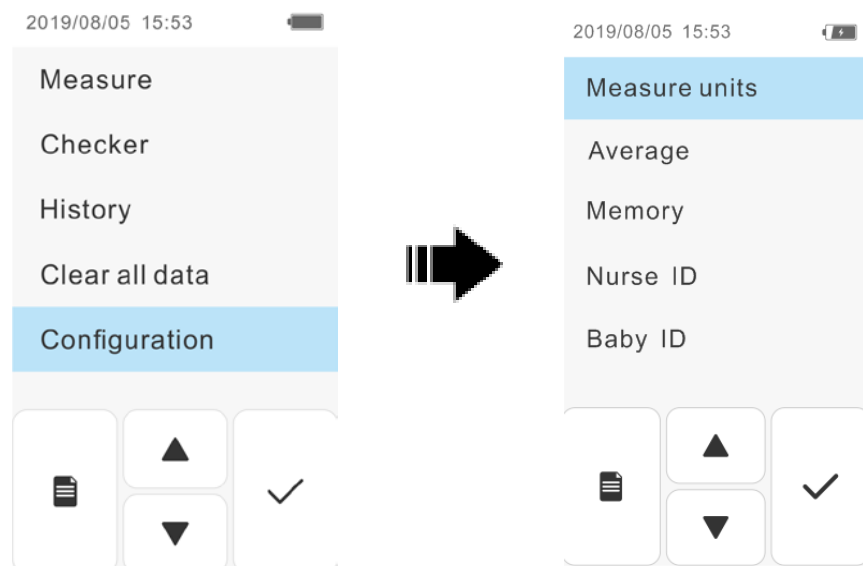 2019/08/05 15:53
Measure
Checker
History
Clear all data
Configuration
2019/08/05 15:53
Measure units
Average
Memory
Nurse ID
Baby ID